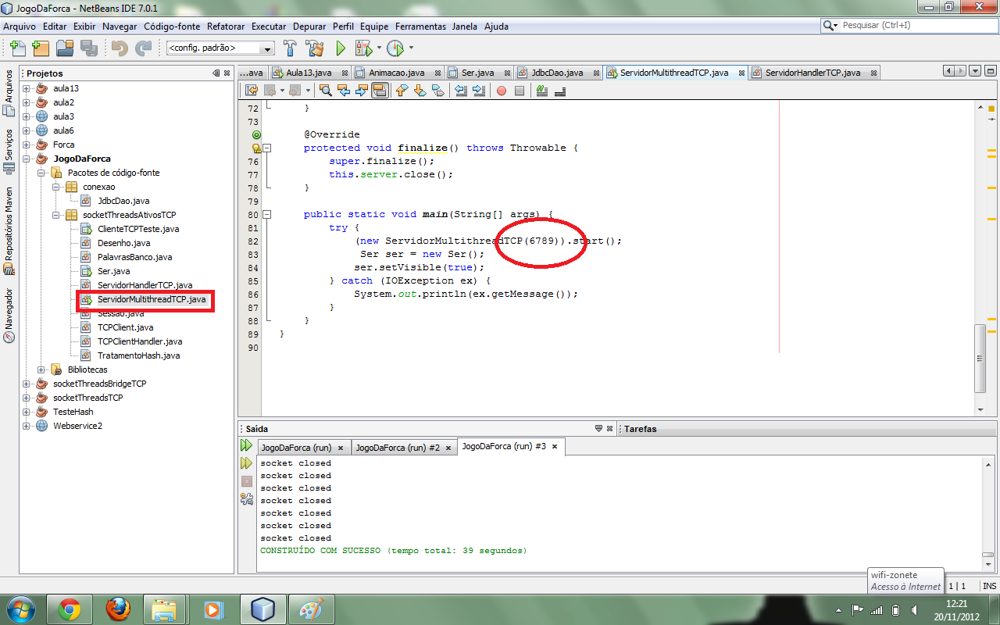 JogoDaForca - NetBeans IDE 7.0.1
Arquivo Editar Exibir Navegar Código-fonte Refatorar Executar Depurar Perfil Equipe Ferramentas Janela Ajuda
Pesquisar (Ctrl+I)
<config. padrão>
Arquivos
Serviços
Repositórios Maven
Navegador
Projetos
aula13
aula2
aula3
aula6
Forca
JogoDaForca
Pacotes de código-fonte
conexao
JdbcDao.java
socketThreadsAtivosTCP
ClienteTCPTeste.java
Desenho.java
PalavrasBanco.java
Ser.java
ServidorHandlerTCP.java
ServidorMultithreadTCP.java
Sessao.java
TCPClient.java
TCPClientHandler.java
TratamentoHash.java
Bibliotecas
socketThreadsBridgeTCP
socketThreadsTCP
TesteHash
Webservice2
...ava Aula13.java Animacao.java Ser.java JdbcDao.java ServidorMultithreadTCP.java ServidorHandlerTCP.java
72 }
73
@Override
protected void finalize() throws Throwable {
76 super.finalize();
77 this.server.close();
78 }
79
80 public static void main(String[] args) {
81 try {
82 (new ServidorMultithreadTCP(6789)).start();
83 Ser ser = new Ser();
84 ser.setVisible(true);
85 } catch (IOException ex) {
86 System.out.println(ex.getMessage());
87 }
88 }
89 }
90
Saída
Tarefas
JogoDaForca (run) JogoDaForca (run) #2 JogoDaForca (run) #3
socket closed
socket closed
socket closed
socket closed
socket closed
socket closed
socket closed
CONSTRUÍDO COM SUCESSO (tempo total: 39 segundos)
wifi-zonete
Acesso à Internet
1 | 1 INS
12:21
20/11/2012